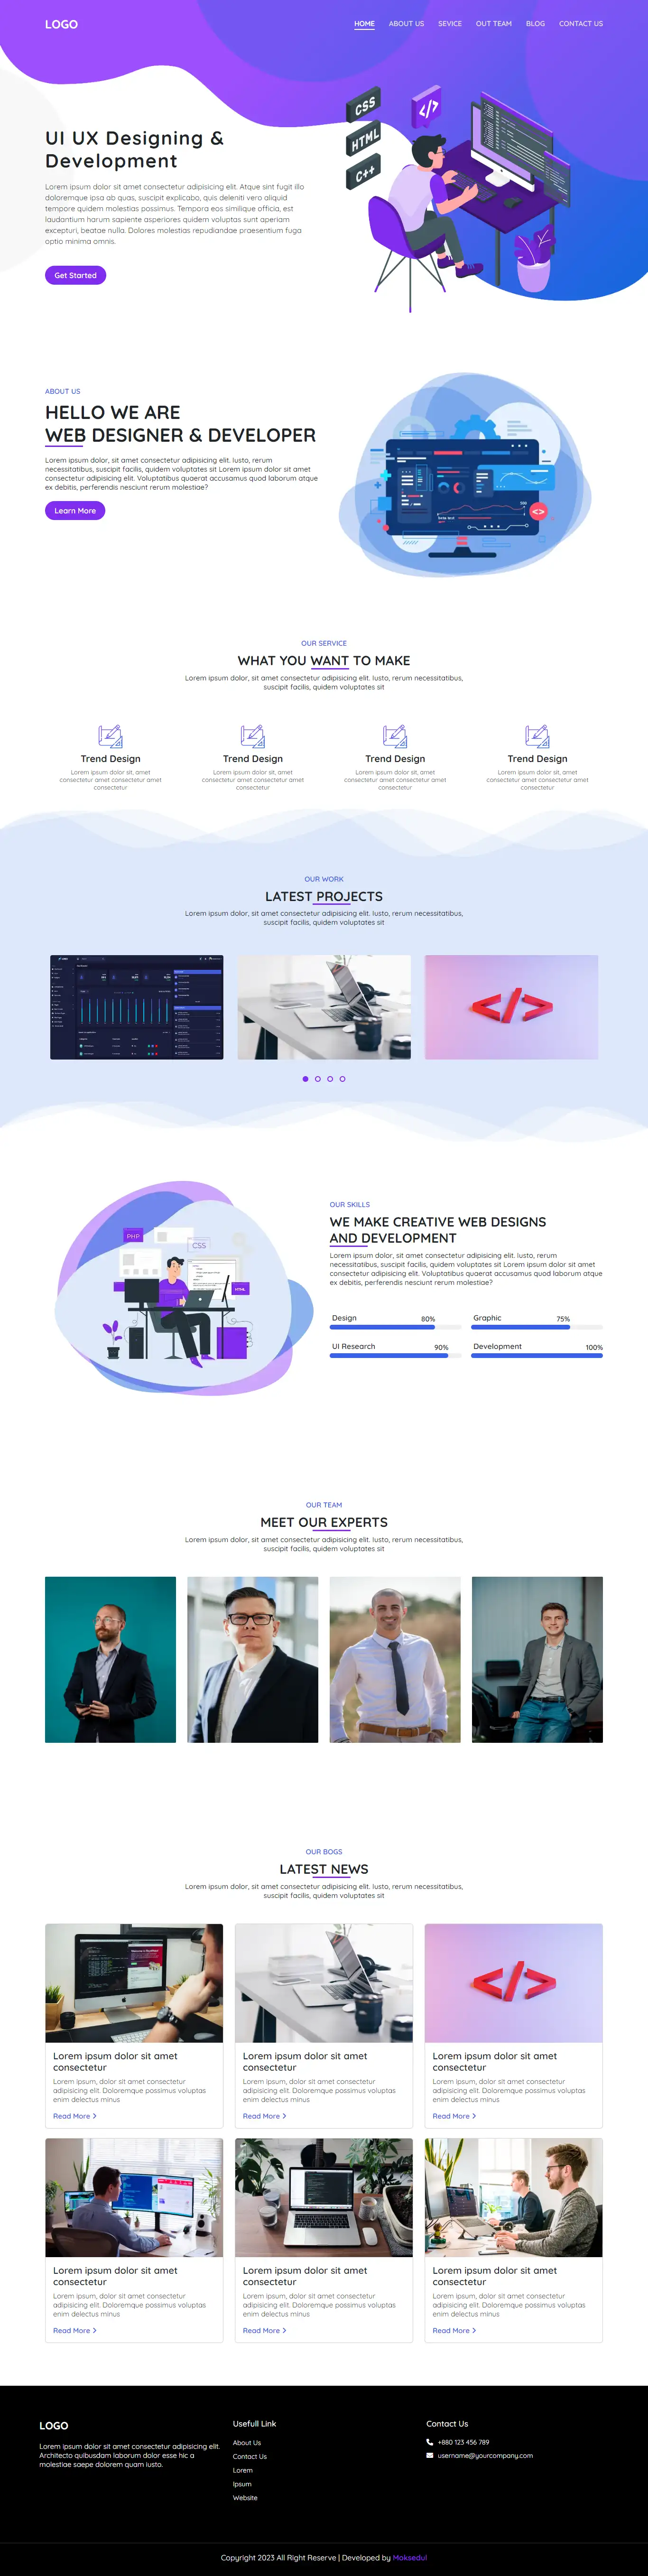 LOGO
HOME ABOUT US SEVICE OUT TEAM BLOG CONTACT US
CSS
</>
HTML
C++
UI UX Designing &
Development
Lorem ipsum dolor sit amet consectetur adipisicing elit. Atque sint fugit illo
doloremque ipsa ab quas, suscipit explicabo, quis deleniti vero aliquid
tempore quidem molestias possimus. Tempora eos similique officia, est
laudantium harum sapiente asperiores quidem voluptas sunt aperiam
excepturi, beatae nulla. Dolores molestias repudiandae praesentium fuga
optio minima omnis.
Get Started
ABOUT US
HELLO WE ARE
WEB DESIGNER & DEVELOPER
Lorem ipsum dolor, sit amet consectetur adipisicing elit. Iusto, rerum
necessitatibus, suscipit facilis, quidem voluptates sit Lorem ipsum dolor sit amet
consectetur adipisicing elit. Voluptatibus quaerat accusamus quod laborum atque
ex debitis, perferendis nesciunt rerum molestiae?
Learn More
beta test
500
<>
OUR SERVICE
WHAT YOU WANT TO MAKE
Lorem ipsum dolor, sit amet consectetur adipisicing elit. Iusto, rerum necessitatibus,
suscipit facilis, quidem voluptates sit
Trend Design
Lorem ipsum dolor sit, amet
consectetur amet consectetur amet
consectetur
Trend Design
Lorem ipsum dolor sit, amet
consectetur amet consectetur amet
consectetur
Trend Design
Lorem ipsum dolor sit, amet
consectetur amet consectetur amet
consectetur
Trend Design
Lorem ipsum dolor sit, amet
consectetur amet consectetur amet
consectetur
OUR WORK
LATEST PROJECTS
Lorem ipsum dolor, sit amet consectetur adipisicing elit. Iusto, rerum necessitatibus,
suscipit facilis, quidem voluptates sit
</>
PHP
CSS
HTML
OUR SKILLS
WE MAKE CREATIVE WEB DESIGNS
AND DEVELOPMENT
Lorem ipsum dolor, sit amet consectetur adipisicing elit. Iusto, rerum
necessitatibus, suscipit facilis, quidem voluptates sit Lorem ipsum dolor sit amet
consectetur adipisicing elit. Voluptatibus quaerat accusamus quod laborum atque
ex debitis, perferendis nesciunt rerum molestiae?
Design 80%
Graphic 75%
UI Research 90%
Development 100%
OUR TEAM
MEET OUR EXPERTS
Lorem ipsum dolor, sit amet consectetur adipisicing elit. Iusto, rerum necessitatibus,
suscipit facilis, quidem voluptates sit
OUR BOGS
LATEST NEWS
Lorem ipsum dolor, sit amet consectetur adipisicing elit. Iusto, rerum necessitatibus,
suscipit facilis, quidem voluptates sit
</>
Lorem ipsum dolor sit amet
consectetur
Lorem ipsum, dolor sit amet consectetur
adipisicing elit. Doloremque possimus voluptas
enim delectus minus
Read More >
Lorem ipsum dolor sit amet
consectetur
Lorem ipsum, dolor sit amet consectetur
adipisicing elit. Doloremque possimus voluptas
enim delectus minus
Read More >
Lorem ipsum dolor sit amet
consectetur
Lorem ipsum, dolor sit amet consectetur
adipisicing elit. Doloremque possimus voluptas
enim delectus minus
Read More >
Lorem ipsum dolor sit amet
consectetur
Lorem ipsum, dolor sit amet consectetur
adipisicing elit. Doloremque possimus voluptas
enim delectus minus
Read More >
Lorem ipsum dolor sit amet
consectetur
Lorem ipsum, dolor sit amet consectetur
adipisicing elit. Doloremque possimus voluptas
enim delectus minus
Read More >
Lorem ipsum dolor sit amet
consectetur
Lorem ipsum, dolor sit amet consectetur
adipisicing elit. Doloremque possimus voluptas
enim delectus minus
Read More >
LOGO
Lorem ipsum dolor sit amet consectetur adipisicing elit.
Architecto quibusdam laborum dolor esse hic a
molestiae saepe dolorem quam iusto.
Usefull Link
About Us
Contact Us
Lorem
Ipsum
Website
Contact Us
+880 123 456 789
username@yourcompany.com
Copyright 2023 All Right Reserve | Developed by Maksedul